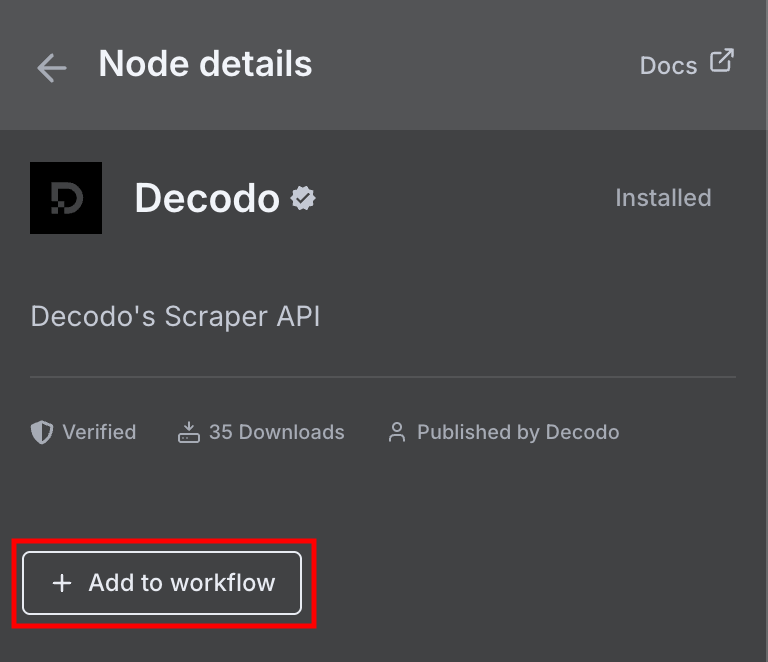 Node details
Docs
Decodo
Installed
Decodo's Scraper API
Verified
35 Downloads
Published by Decodo
+ Add to workflow